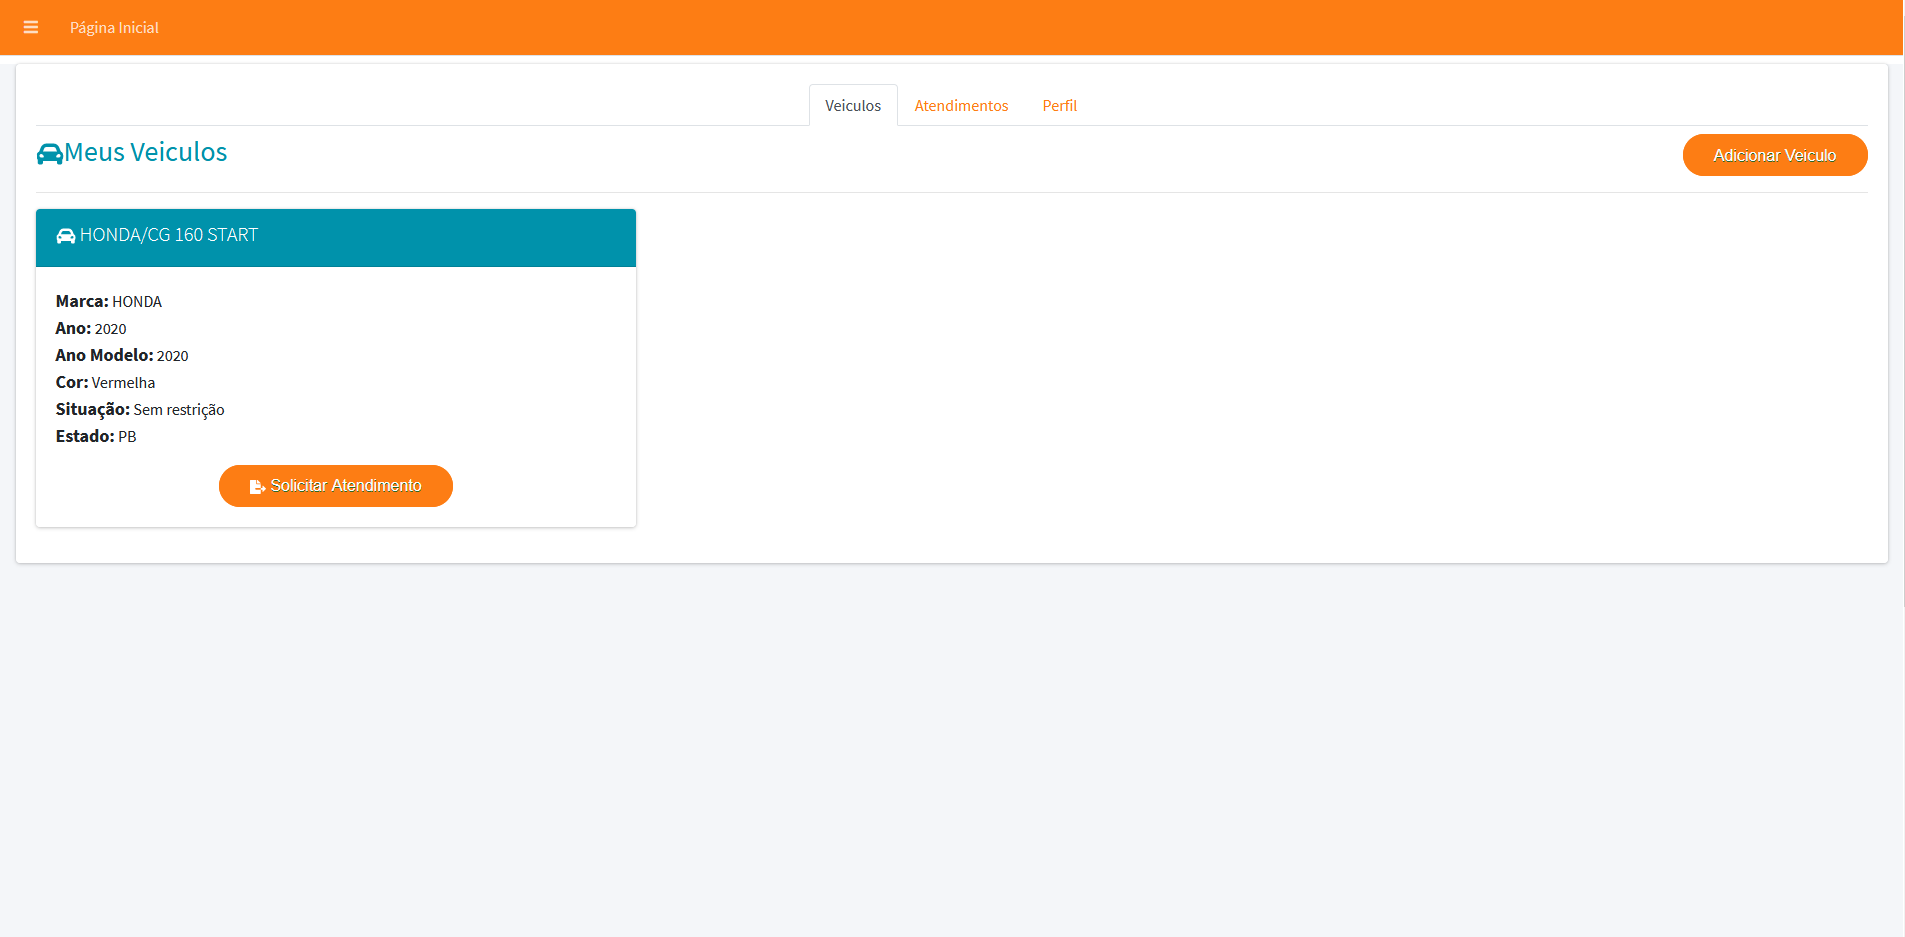 Página Inicial
Veiculos Atendimentos Perfil
Meus Veiculos
Adicionar Veiculo
HONDA/CG 160 START
Marca: HONDA
Ano: 2020
Ano Modelo: 2020
Cor: Vermelha
Situação: Sem restrição
Estado: PB
Solicitar Atendimento